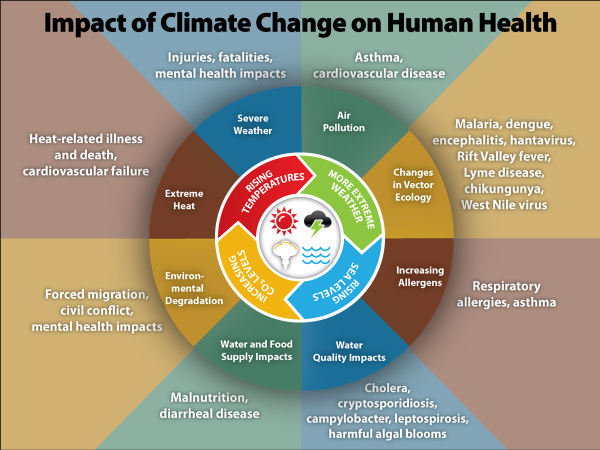 Impact of Climate Change on Human Health
Injuries, fatalities,
mental health impacts
Asthma,
cardiovascular disease
Heat-related illness
and death,
cardiovascular failure
Malaria, dengue,
encephalitis, hantavirus,
Rift Valley fever,
Lyme disease,
chikungunya,
West Nile virus
Severe
Weather
Air
Pollution
Extreme
Heat
Changes
in Vector
Ecology
RISING
TEMPERATURES
MORE EXTREME
WEATHER
INCREASING
CO₂ LEVELS
RISING
SEA LEVELS
Environ-
mental
Degradation
Increasing
Allergens
Water and Food
Supply Impacts
Water
Quality Impacts
Forced migration,
civil conflict,
mental health impacts
Respiratory
allergies, asthma
Malnutrition,
diarrheal disease
Cholera,
cryptosporidiosis,
campylobacter, leptospirosis,
harmful algal blooms